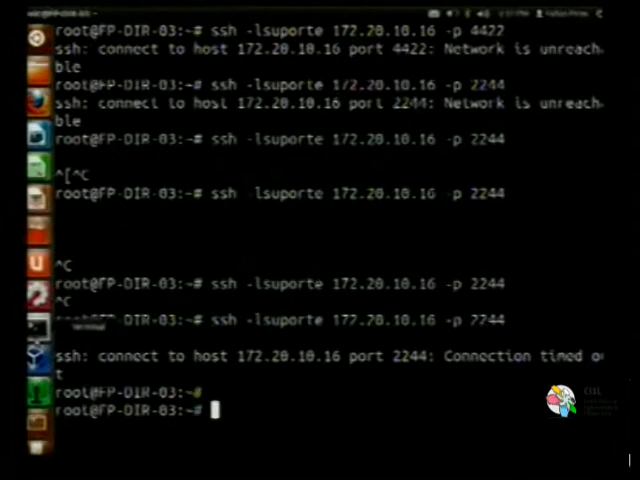 root@FP-DIR-03:~# ssh -lsuporte 172.20.10.16 -p 4422
ssh: connect to host 172.20.10.16 port 4422: Network is unreacha
ble
root@FP-DIR-03:~# ssh -lsuporte 172.20.10.16 -p 2244
ssh: connect to host 172.20.10.16 port 2244: Network is unreacha
ble
root@FP-DIR-03:~# ssh -lsuporte 172.20.10.16 -p 2244
^[^C
root@FP-DIR-03:~# ssh -lsuporte 172.20.10.16 -p 2244
^C
root@FP-DIR-03:~# ssh -lsuporte 172.20.10.16 -p 2244
^C
root@FP-DIR-03:~# ssh -lsuporte 172.20.10.16 -p 2244
Terminal
ssh: connect to host 172.20.10.16 port 2244: Connection timed ou
t
root@FP-DIR-03:~#
root@FP-DIR-03:~#